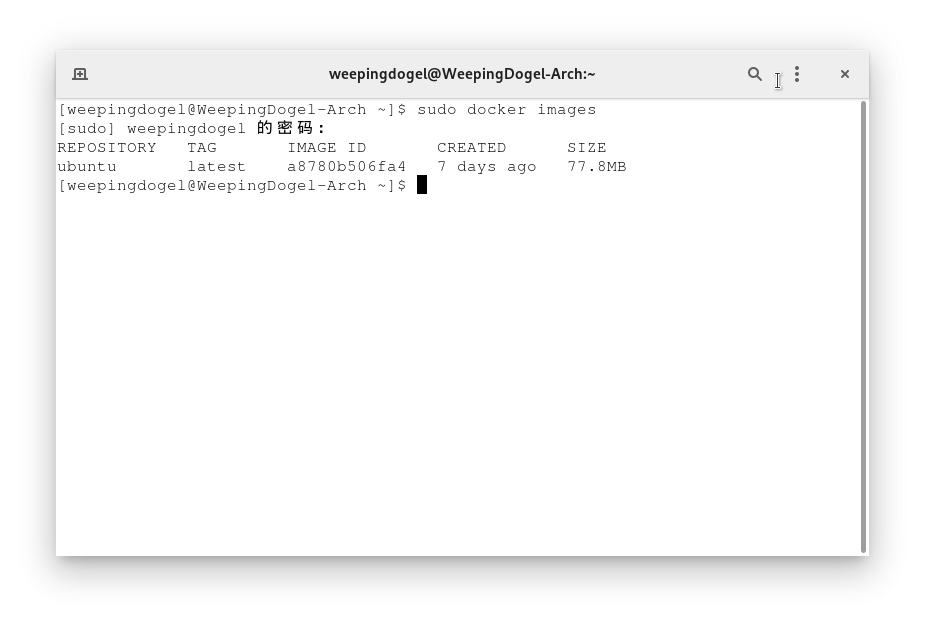 weepingdogel@WeepingDogel-Arch:~
[weepingdogel@WeepingDogel-Arch ~]$ sudo docker images
[sudo] weepingdogel 的密码：
REPOSITORY   TAG       IMAGE ID       CREATED      SIZE
ubuntu       latest    a8780b506fa4   7 days ago   77.8MB
[weepingdogel@WeepingDogel-Arch ~]$